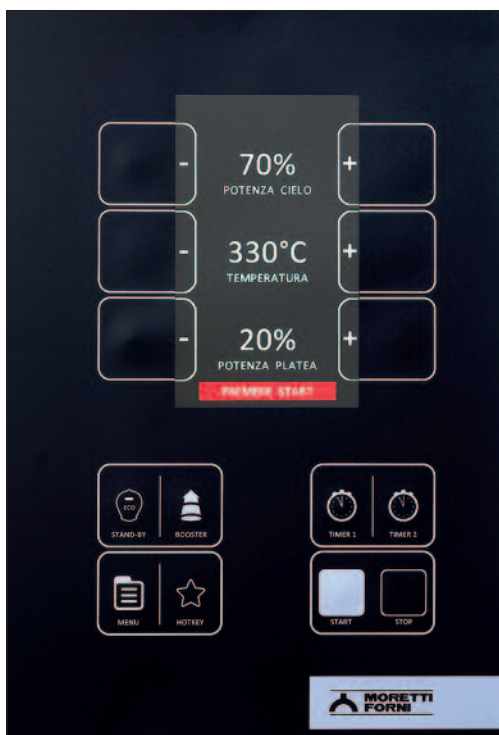 - 70% +
POTENZA CIELO
- 330°C +
TEMPERATURA
- 20% +
POTENZA PLATEA
PREMERE START
ECO
STAND-BY BOOSTER TIMER 1 TIMER 2
MENU HOTKEY START STOP
MORETTI
FORNI